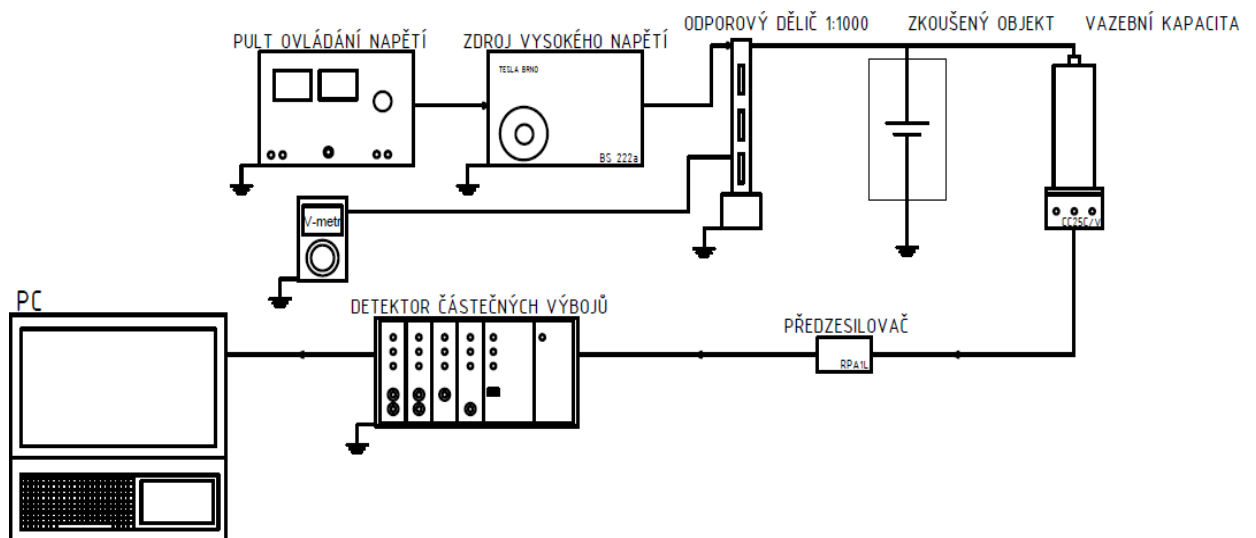 ODPOROVÝ DĚLIČ 1:1000 ZKOUŠENÝ OBJEKT VAZEBNÍ KAPACITA
PULT OVLÁDÁNÍ NAPĚTÍ ZDROJ VYSOKÉHO NAPĚTÍ
TESLA BRNO
BS 222a
V-metr
CC25C/V
PC
DETEKTOR ČÁSTEČNÝCH VÝBOJŮ
PŘEDZESILOVAČ
RPA1L